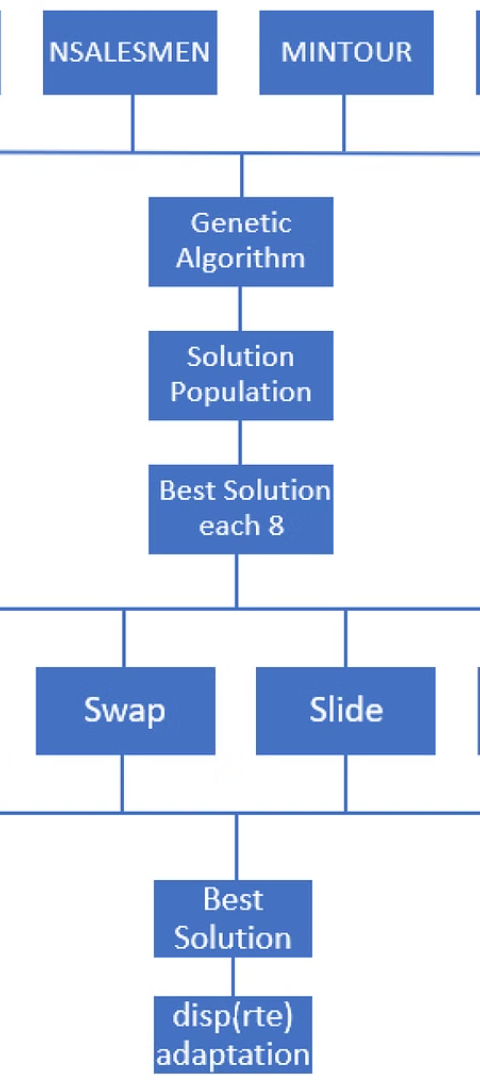 NSALESMEN MINTOUR
Genetic
Algorithm
Solution
Population
Best Solution
each 8
Swap Slide
Best
Solution
disp(rte)
adaptation